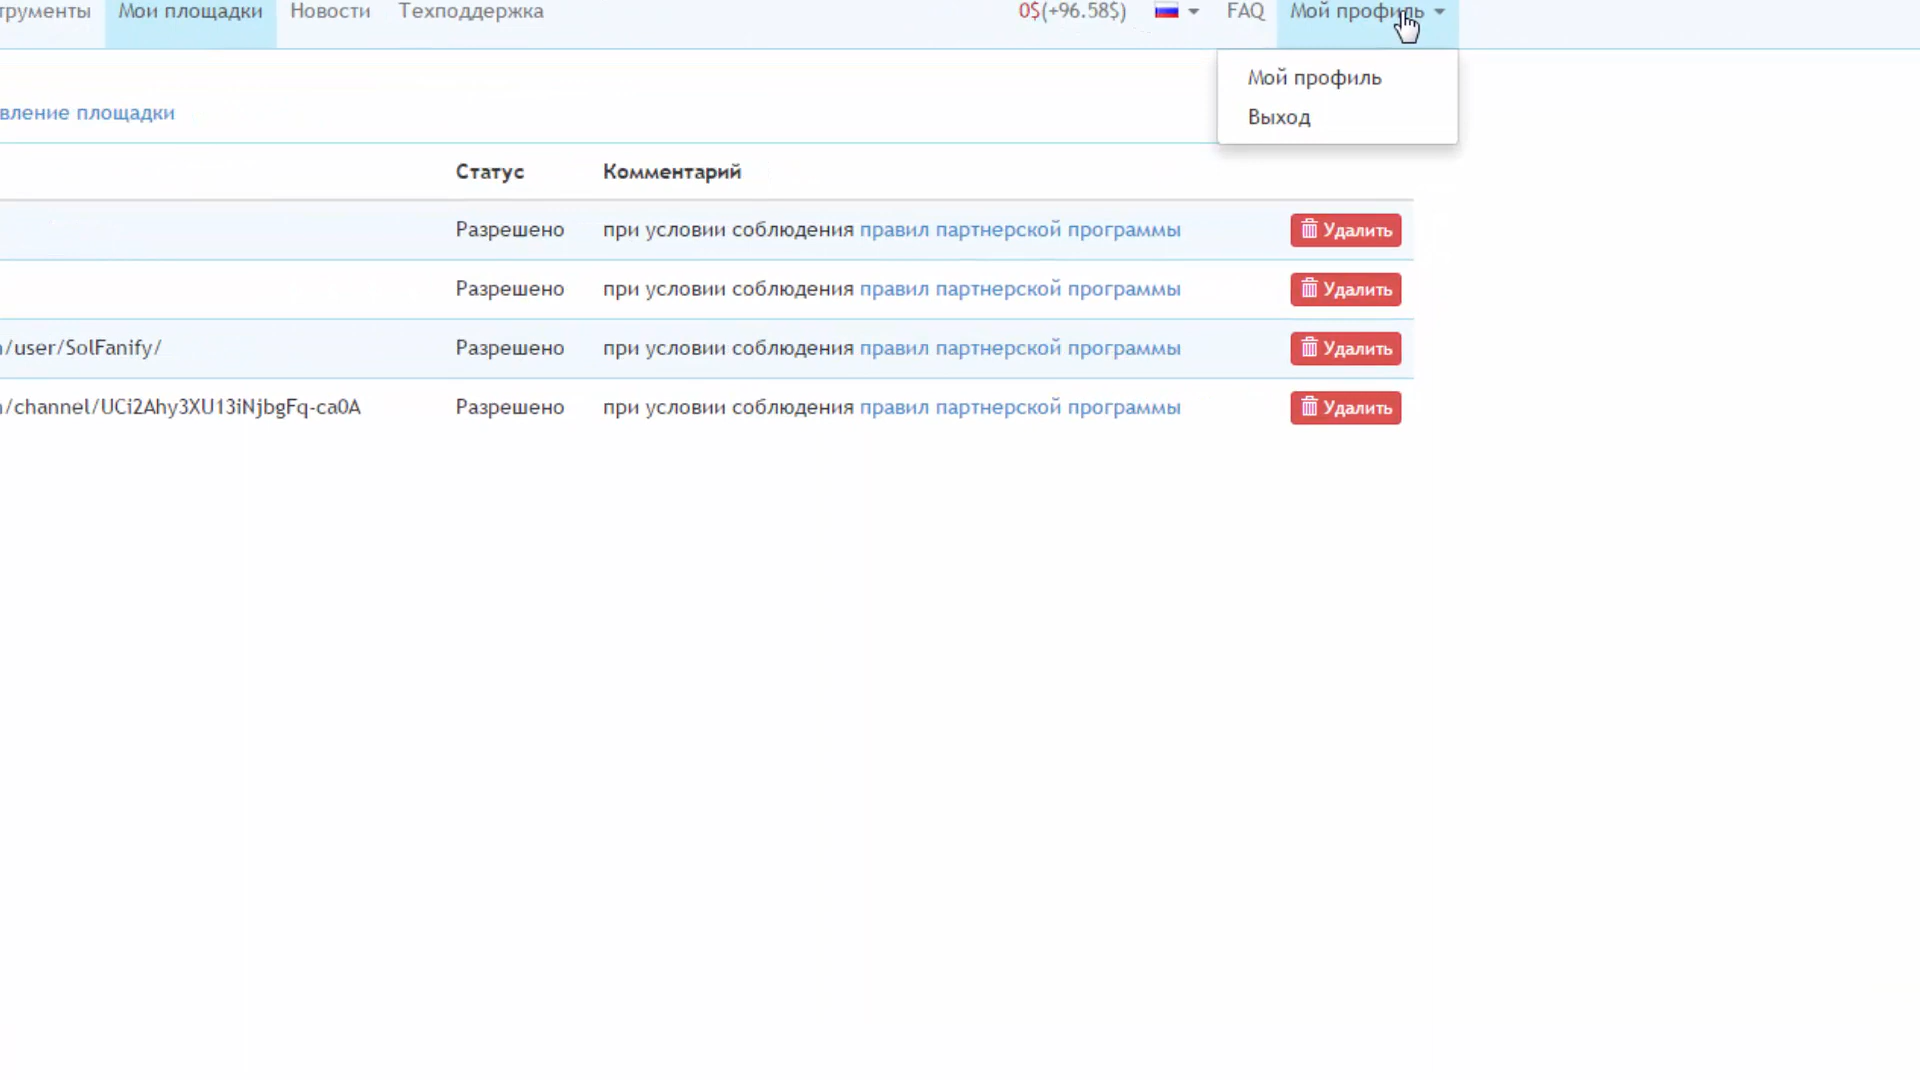 трументы Мои площадки Новости Техподдержка 0$(+96.58$) FAQ Мой профиль
Мой профиль
Выход
вление площадки
Статус Комментарий
Разрешено при условии соблюдения правил партнерской программы Удалить
Разрешено при условии соблюдения правил партнерской программы Удалить
/user/SolFanify/ Разрешено при условии соблюдения правил партнерской программы Удалить
/channel/UCi2Ahy3XU13iNjbgFq-ca0A Разрешено при условии соблюдения правил партнерской программы Удалить